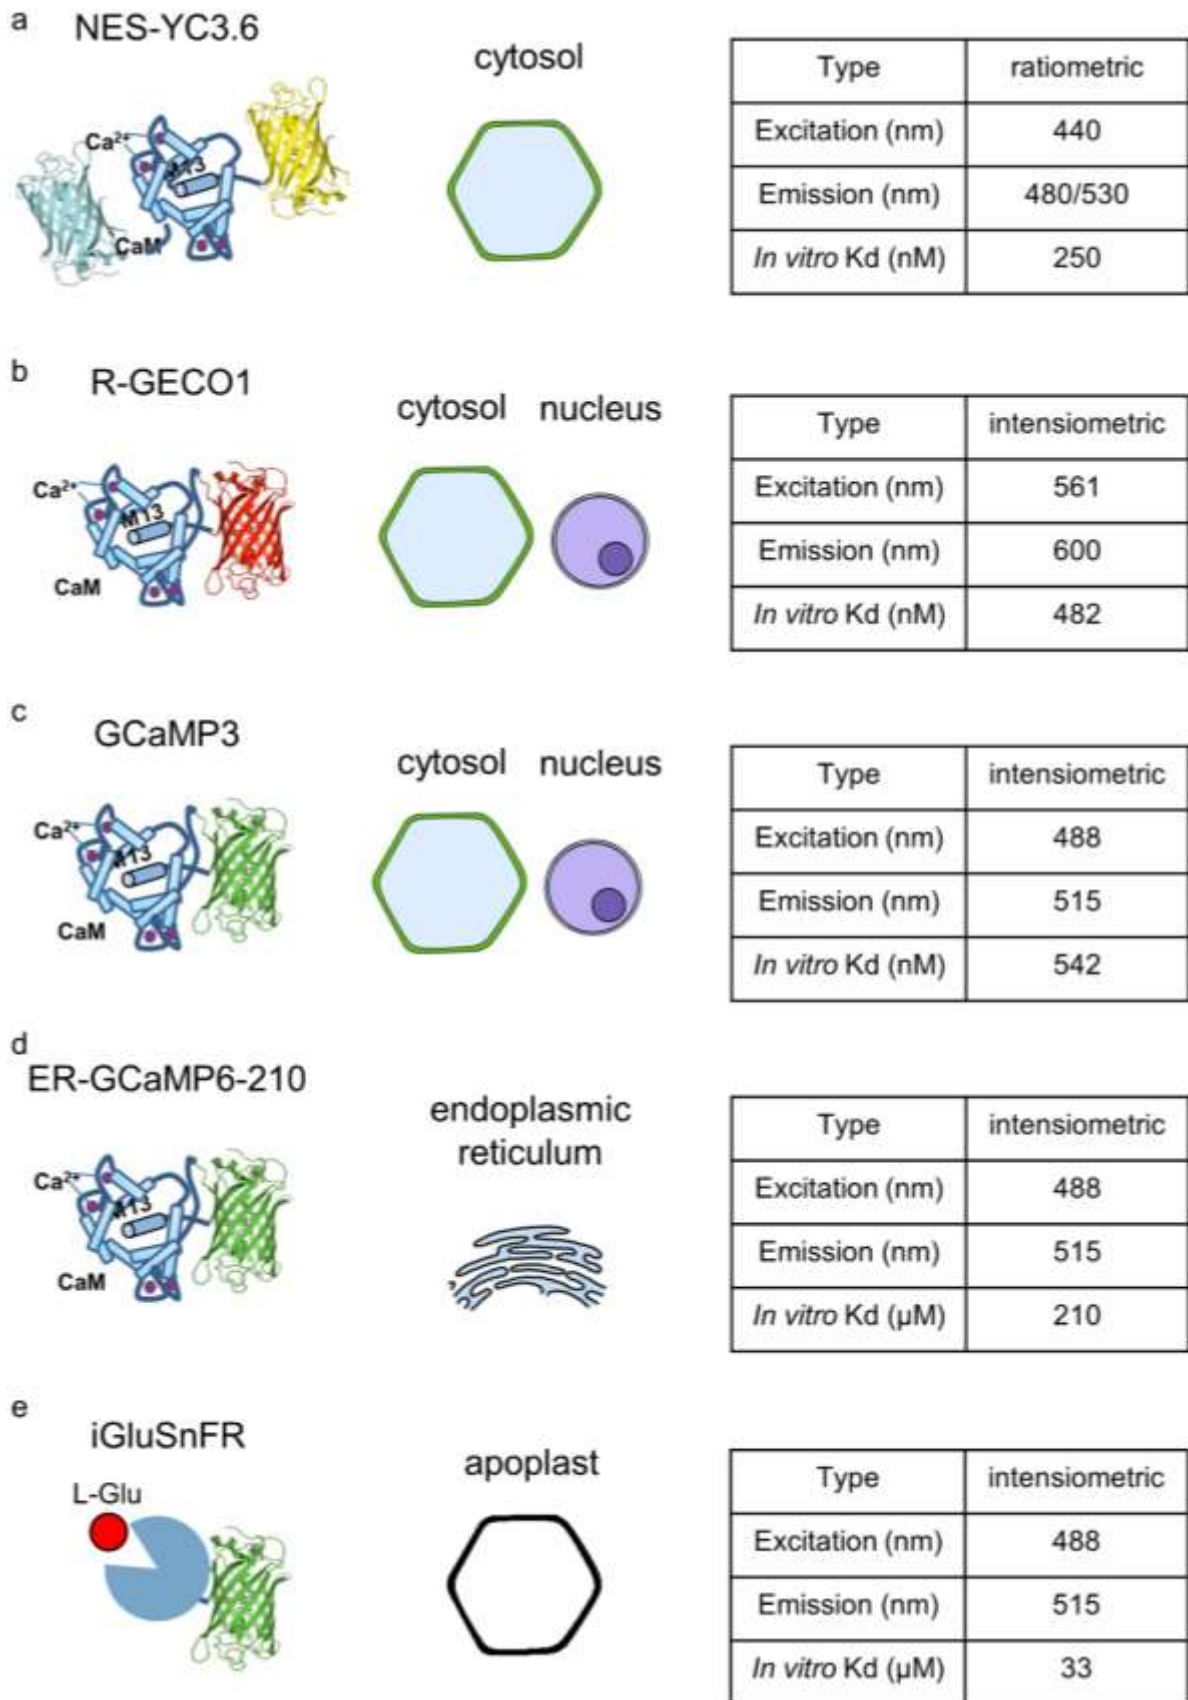 a
NES-YC3.6
cytosol
Ca²⁺
M13
CaM
Type ratiometric
Excitation (nm) 440
Emission (nm) 480/530
In vitro Kd (nM) 250
b
R-GECO1
cytosol nucleus
Ca²⁺
M13
CaM
Type intensiometric
Excitation (nm) 561
Emission (nm) 600
In vitro Kd (nM) 482
c
GCaMP3
cytosol nucleus
Ca²⁺
M13
CaM
Type intensiometric
Excitation (nm) 488
Emission (nm) 515
In vitro Kd (nM) 542
d
ER-GCaMP6-210
endoplasmic
reticulum
Ca²⁺
M13
CaM
Type intensiometric
Excitation (nm) 488
Emission (nm) 515
In vitro Kd (µM) 210
e
iGluSnFR
L-Glu
apoplast
Type intensiometric
Excitation (nm) 488
Emission (nm) 515
In vitro Kd (µM) 33